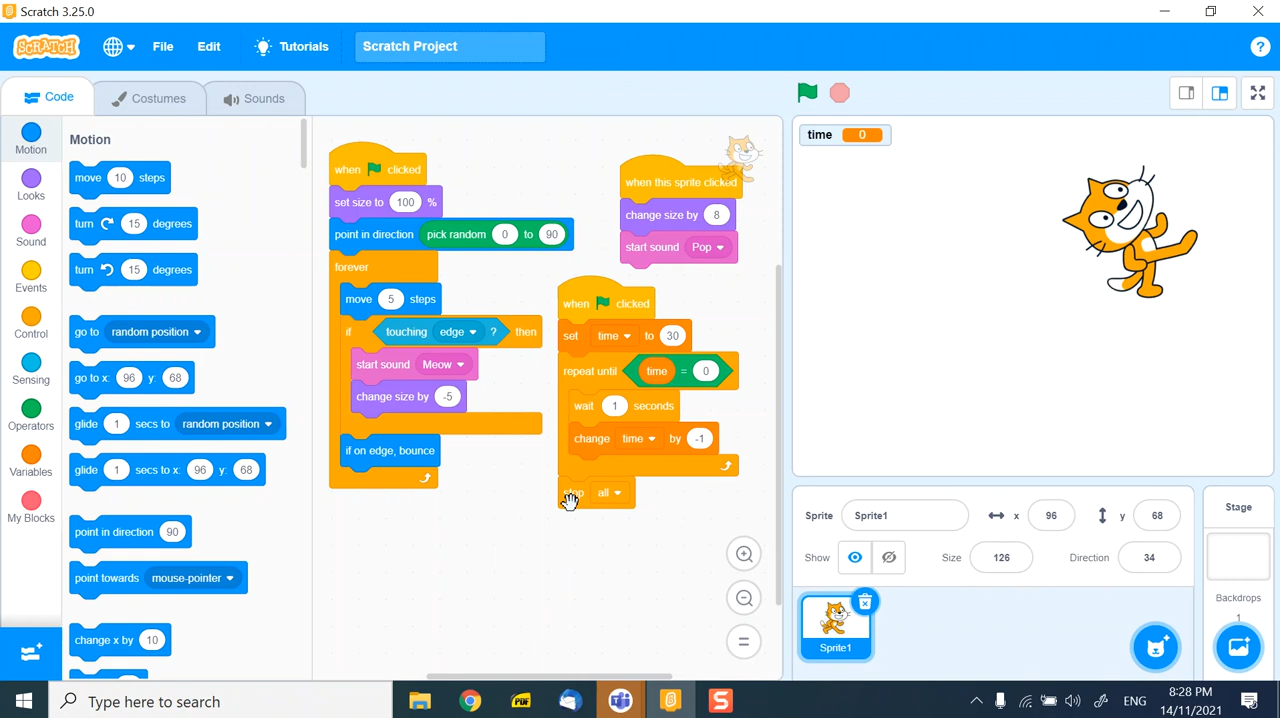 Scratch 3.25.0
SCRATCH
File
Edit
Tutorials
Scratch Project
?
Code
Costumes
Sounds
Motion
Looks
Sound
Events
Control
Sensing
Operators
Variables
My Blocks
Motion
move 10 steps
turn 15 degrees
turn 15 degrees
go to random position
go to x: 96 y: 68
glide 1 secs to random position
glide 1 secs to x: 96 y: 68
point in direction 90
point towards mouse-pointer
change x by 10
when clicked
set size to 100 %
point in direction pick random 0 to 90
forever
move 5 steps
if touching edge ? then
start sound Meow
change size by -5
if on edge, bounce
when this sprite clicked
change size by 8
start sound Pop
when clicked
set time to 30
repeat until time = 0
wait 1 seconds
change time by -1
all
time 0
Sprite Sprite1 x 96 y 68
Show Size 126 Direction 34
Sprite1
Stage
Backdrops
1
Type here to search
PDF
S
ENG
8:28 PM
14/11/2021